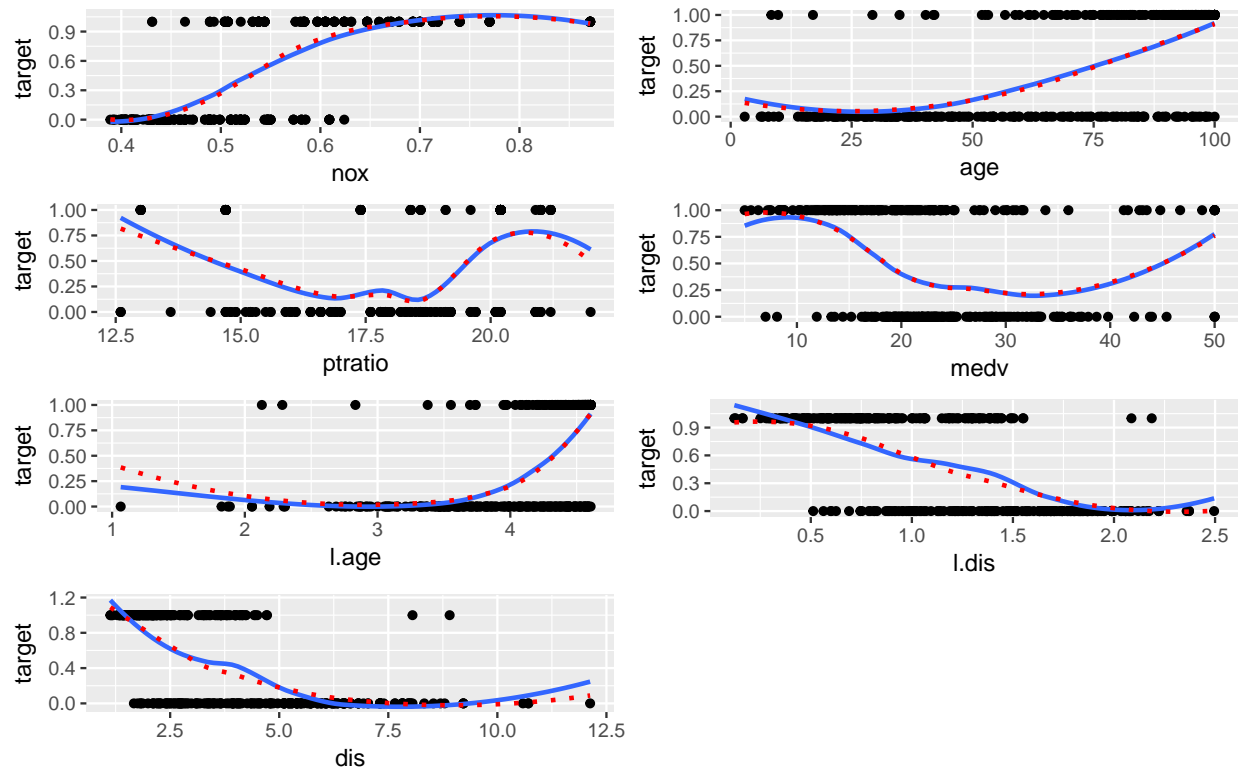 target
0.9
0.6
0.3
0.0
0.4 0.5 0.6 0.7 0.8
nox
target
1.00
0.75
0.50
0.25
0.00
0 25 50 75 100
age
target
1.00
0.75
0.50
0.25
0.00
12.5 15.0 17.5 20.0
ptratio
target
1.00
0.75
0.50
0.25
0.00
10 20 30 40 50
medv
target
1.00
0.75
0.50
0.25
0.00
1 2 3 4
l.age
target
0.9
0.6
0.3
0.0
0.5 1.0 1.5 2.0 2.5
l.dis
target
1.2
0.8
0.4
0.0
2.5 5.0 7.5 10.0 12.5
dis